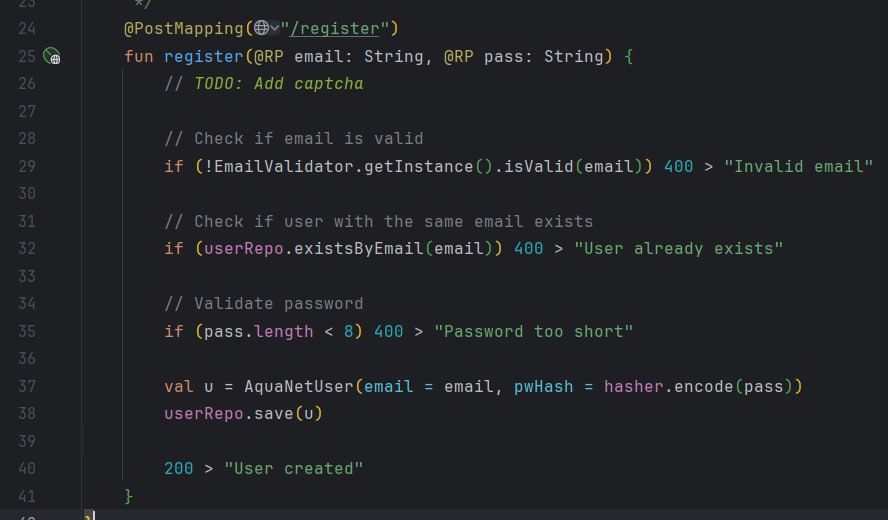 23 */
24 @PostMapping("/register")
25 fun register(@RP email: String, @RP pass: String) {
26 // TODO: Add captcha
27
28 // Check if email is valid
29 if (!EmailValidator.getInstance().isValid(email)) 400 > "Invalid email"
30
31 // Check if user with the same email exists
32 if (userRepo.existsByEmail(email)) 400 > "User already exists"
33
34 // Validate password
35 if (pass.length < 8) 400 > "Password too short"
36
37 val u = AquaNetUser(email = email, pwHash = hasher.encode(pass))
38 userRepo.save(u)
39
40 200 > "User created"
41 }
42 }